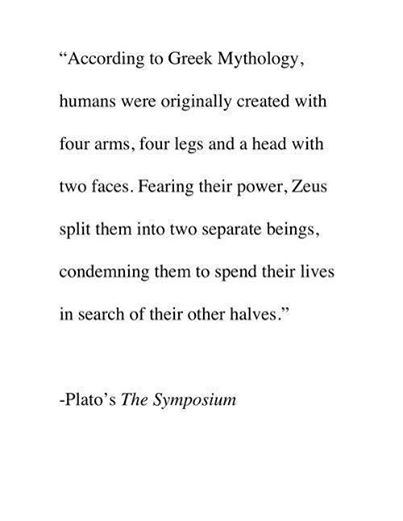 “According to Greek Mythology,
humans were originally created with
four arms, four legs and a head with
two faces. Fearing their power, Zeus
split them into two separate beings,
condemning them to spend their lives
in search of their other halves.”
-Plato’s The Symposium